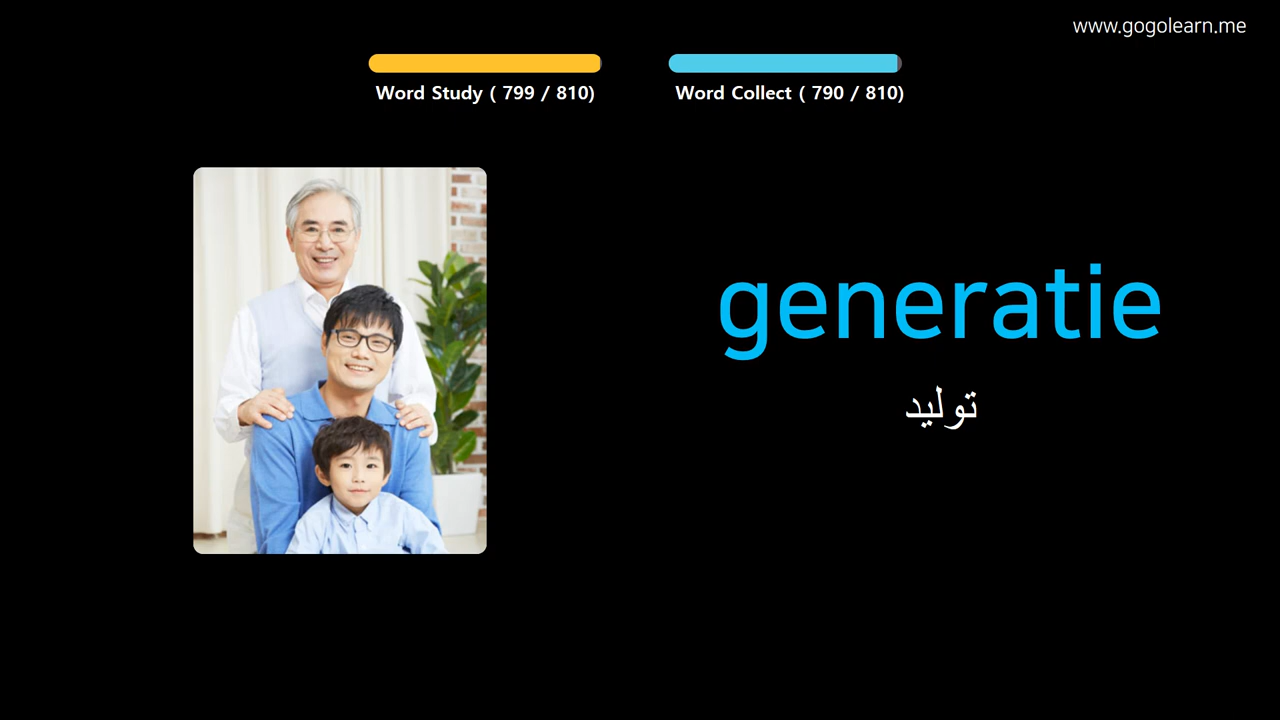 www.gogolearn.me
Word Study ( 799 / 810)
Word Collect ( 790 / 810)
generatie
تولید